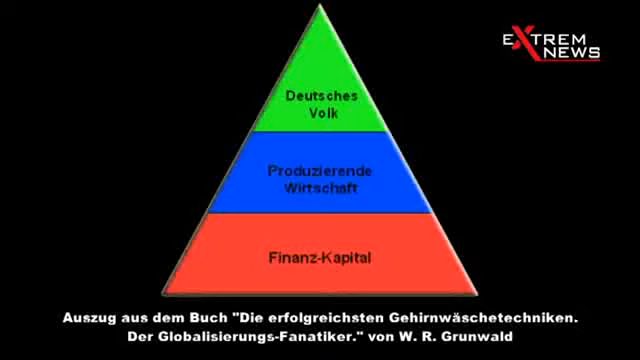 EXTREM
NEWS
Deutsches
Volk
Produzierende
Wirtschaft
Finanz-Kapital
Auszug aus dem Buch "Die erfolgreichsten Gehirnwäschetechniken.
Der Globalisierungs-Fanatiker." von W. R. Grunwald